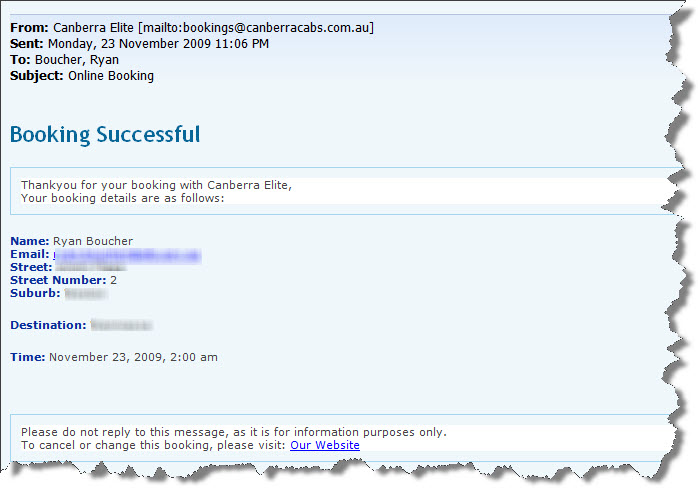 From: Canberra Elite [mailto:bookings@canberracabs.com.au]
Sent: Monday, 23 November 2009 11:06 PM
To: Boucher, Ryan
Subject: Online Booking
Booking Successful
Thankyou for your booking with Canberra Elite,
Your booking details are as follows:
Name: Ryan Boucher
Email:
Street:
Street Number: 2
Suburb:
Destination:
Time: November 23, 2009, 2:00 am
Please do not reply to this message, as it is for information purposes only.
To cancel or change this booking, please visit: Our Website